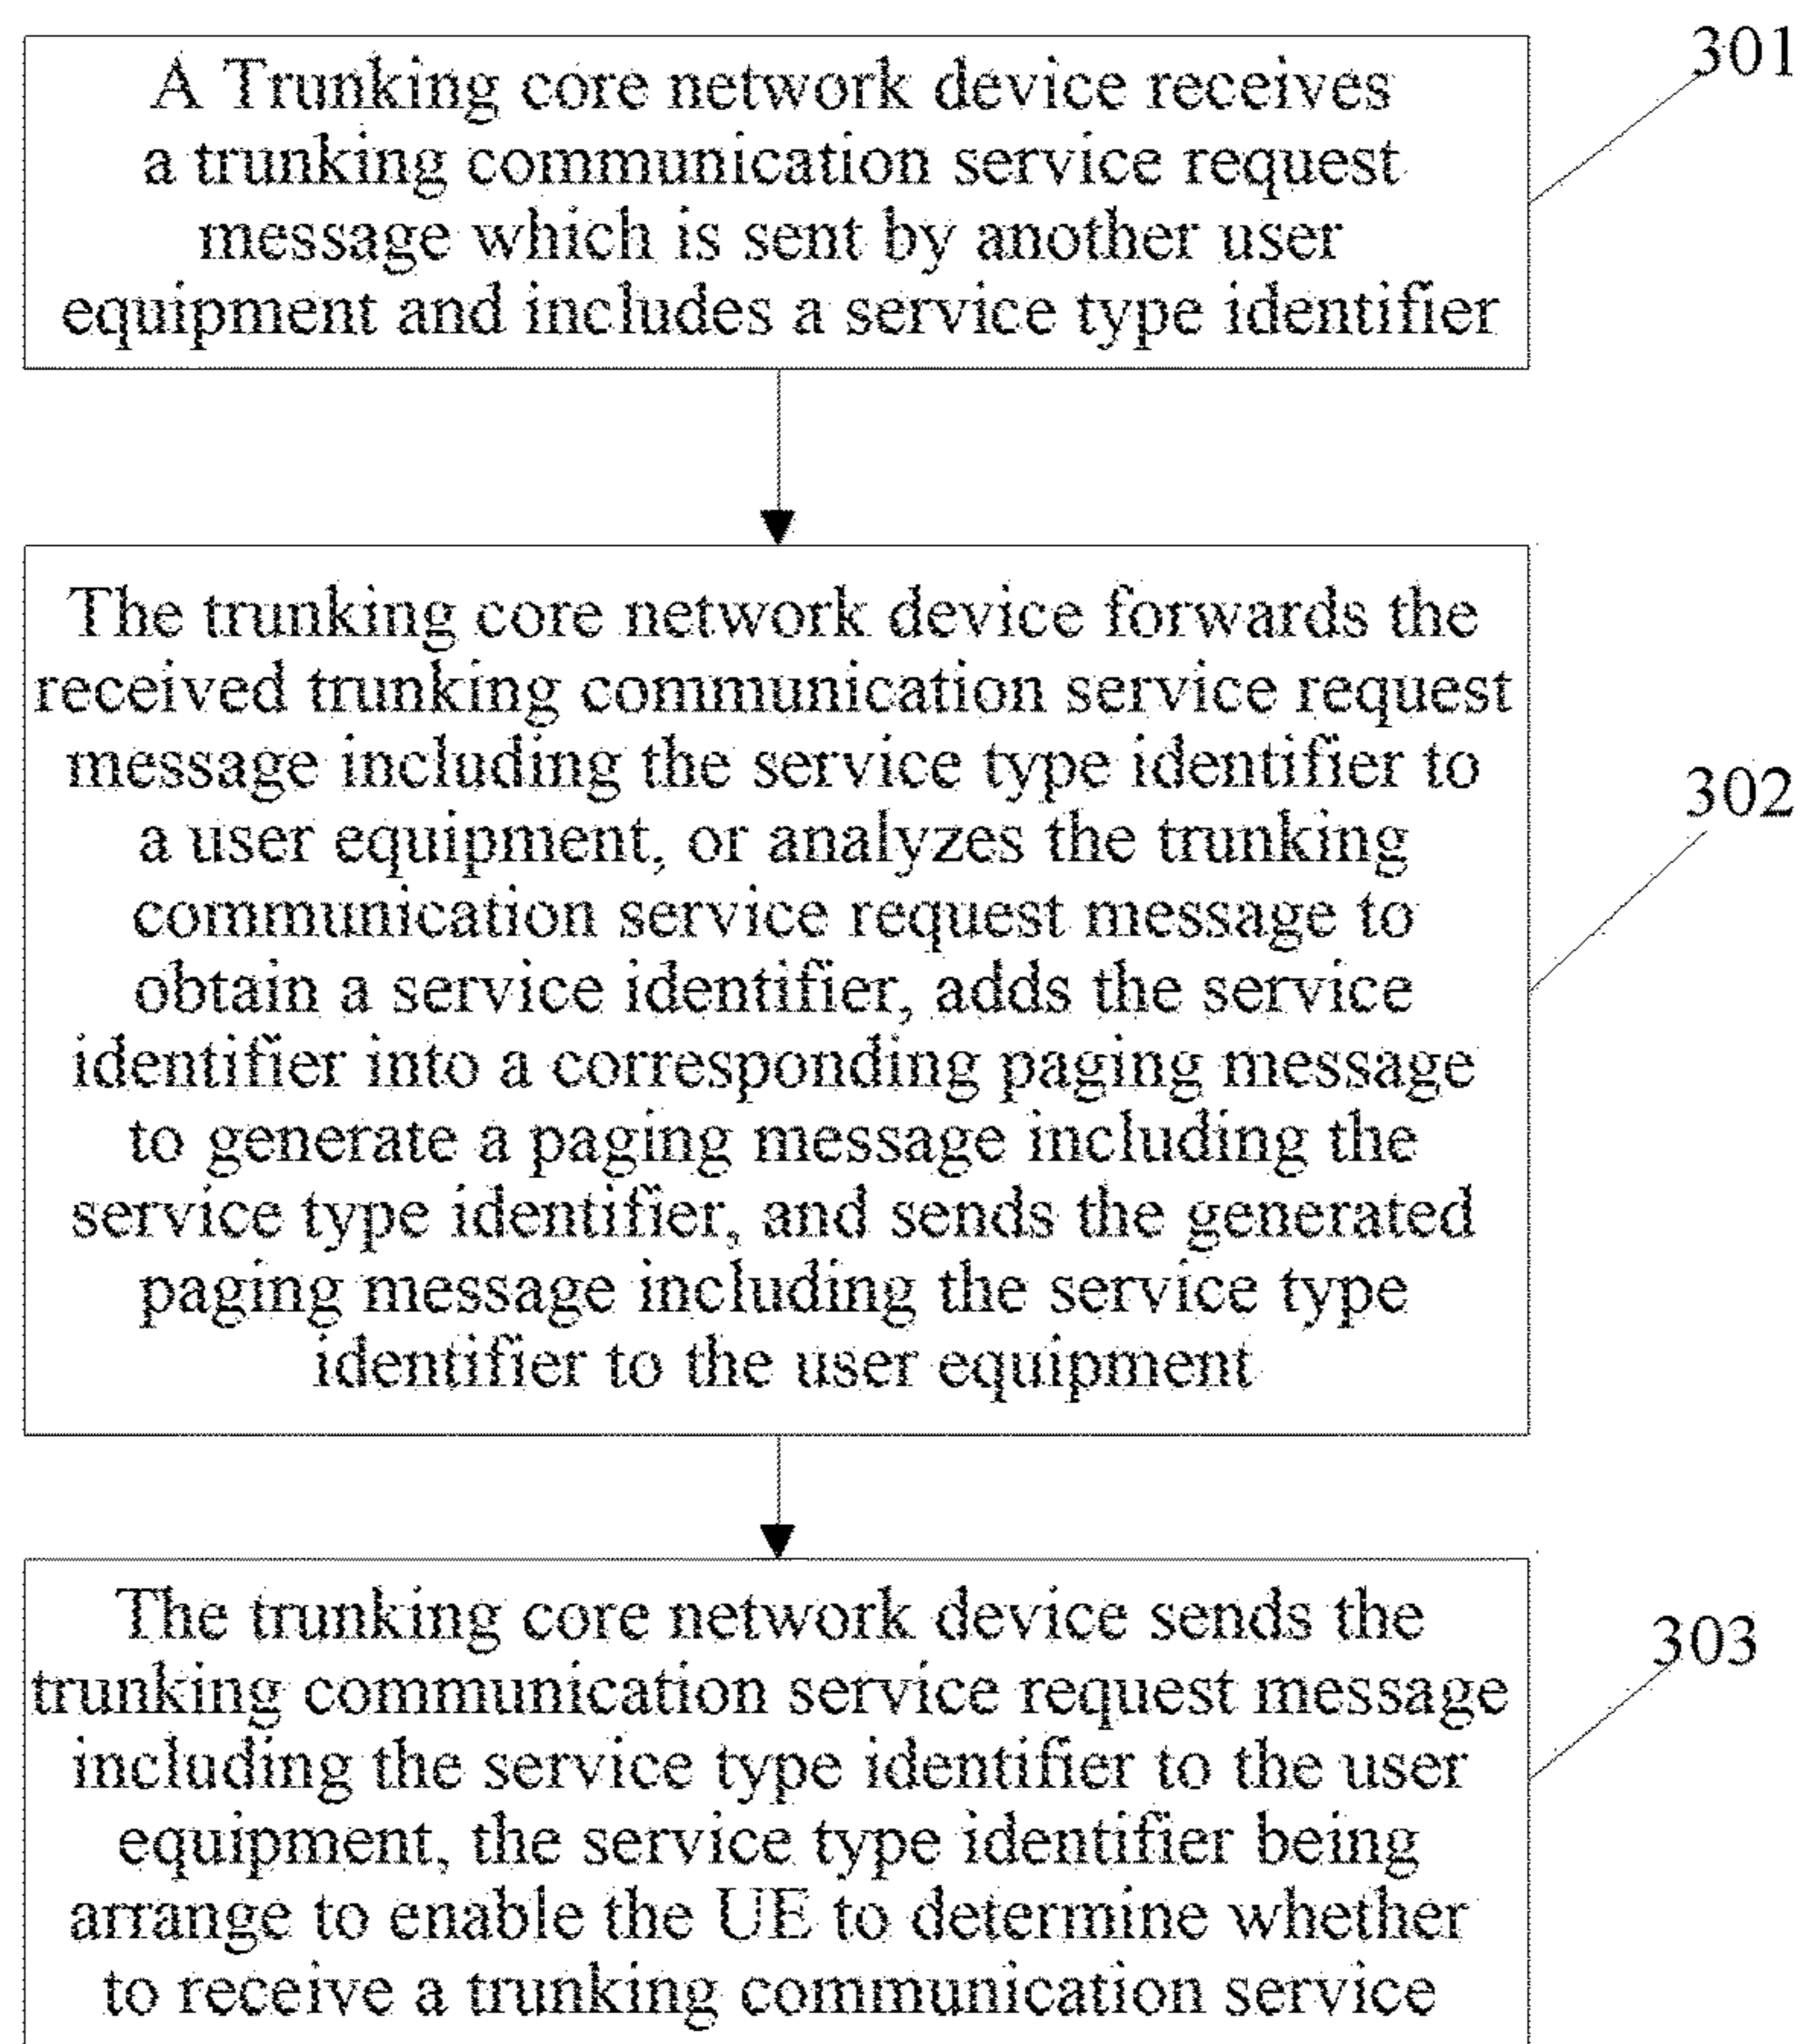 301
A Trunking core network device receives
a trunking communication service request
message which is sent by another user
equipment and includes a service type identifier
The trunking core network device forwards the
received trunking communication service request
message including the service type identifier to
a user equipment, or analyzes the trunking
communication service request message to
obtain a service identifier, adds the service
identifier into a corresponding paging message
to generate a paging message including the
service type identifier, and sends the generated
paging message including the service type
identifier to the user equipment
302
The trunking core network device sends the
trunking communication service request message
including the service type identifier to the user
equipment, the service type identifier being
arrange to enable the UE to determine whether
to receive a trunking communication service
303